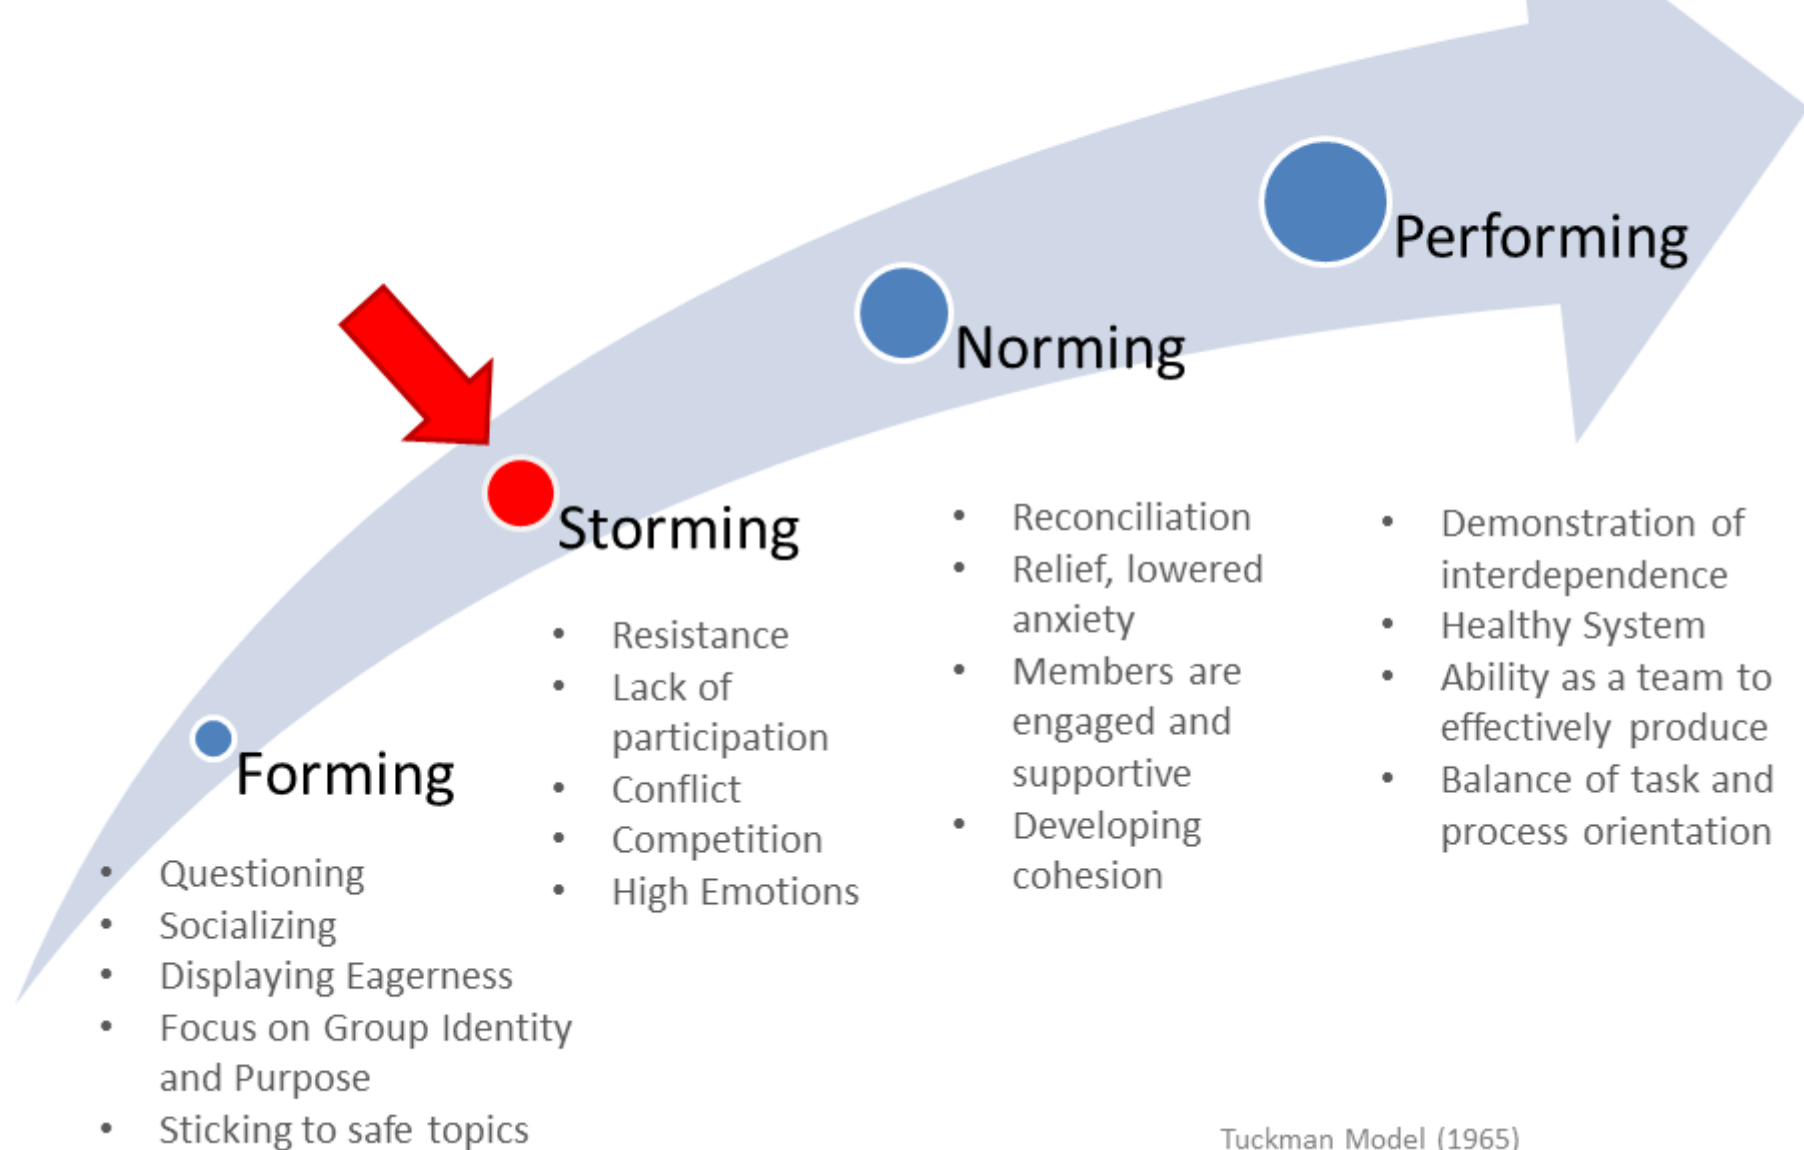 Performing
Norming
Storming
Forming
• Questioning
• Socializing
• Displaying Eagerness
• Focus on Group Identity
and Purpose
• Sticking to safe topics
• Resistance
• Lack of
participation
• Conflict
• Competition
• High Emotions
• Reconciliation
• Relief, lowered
anxiety
• Members are
engaged and
supportive
• Developing
cohesion
• Demonstration of
interdependence
• Healthy System
• Ability as a team to
effectively produce
• Balance of task and
process orientation
Tuckman Model (1965)